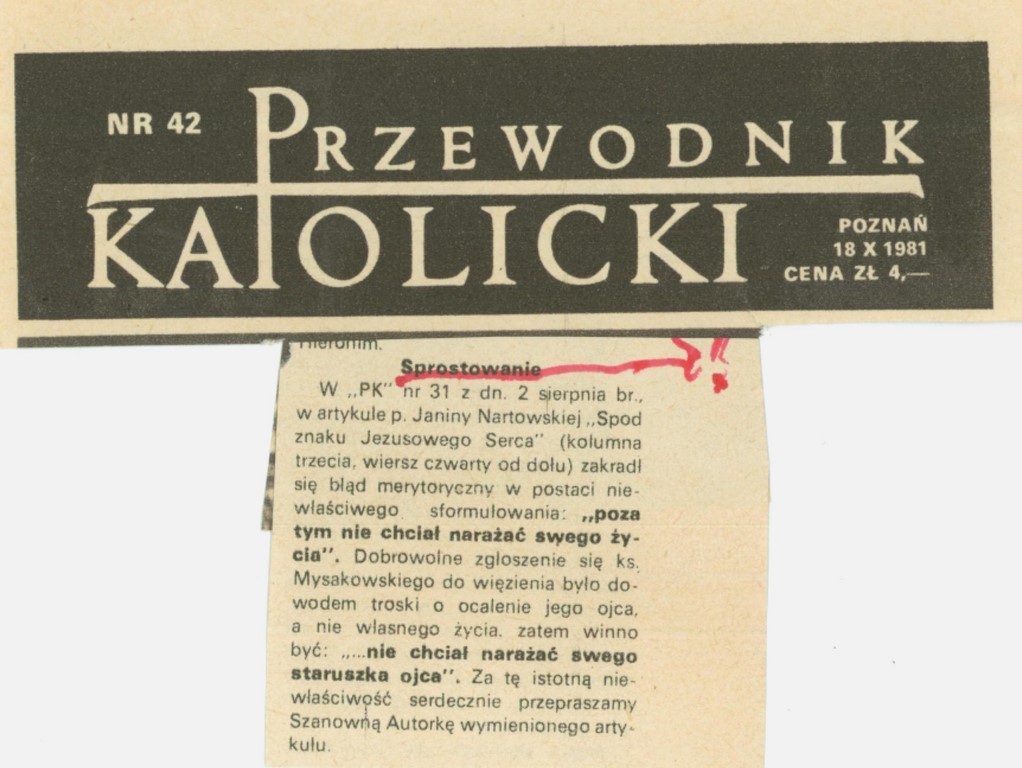 NR 42
PRZEWODNIK
KATOLICKI
POZNAŃ
18 X 1981
CENA ZŁ 4,—
Hieronim.
Sprostowanie !!
W „PK” nr 31 z dn. 2 sierpnia br.,
w artykule p. Janiny Nartowskiej „Spod
znaku Jezusowego Serca” (kolumna
trzecia, wiersz czwarty od dołu) zakradł
się błąd merytoryczny w postaci nie-
właściwego sformułowania: „poza
tym nie chciał narażać swego ży-
cia”. Dobrowolne zgłoszenie się ks.
Mysakowskiego do więzienia było do-
wodem troski o ocalenie jego ojca,
a nie własnego życia, zatem winno
być: „...nie chciał narażać swego
staruszka ojca”. Za tę istotną nie-
właściwość serdecznie przepraszamy
Szanowną Autorkę wymienionego arty-
kułu.